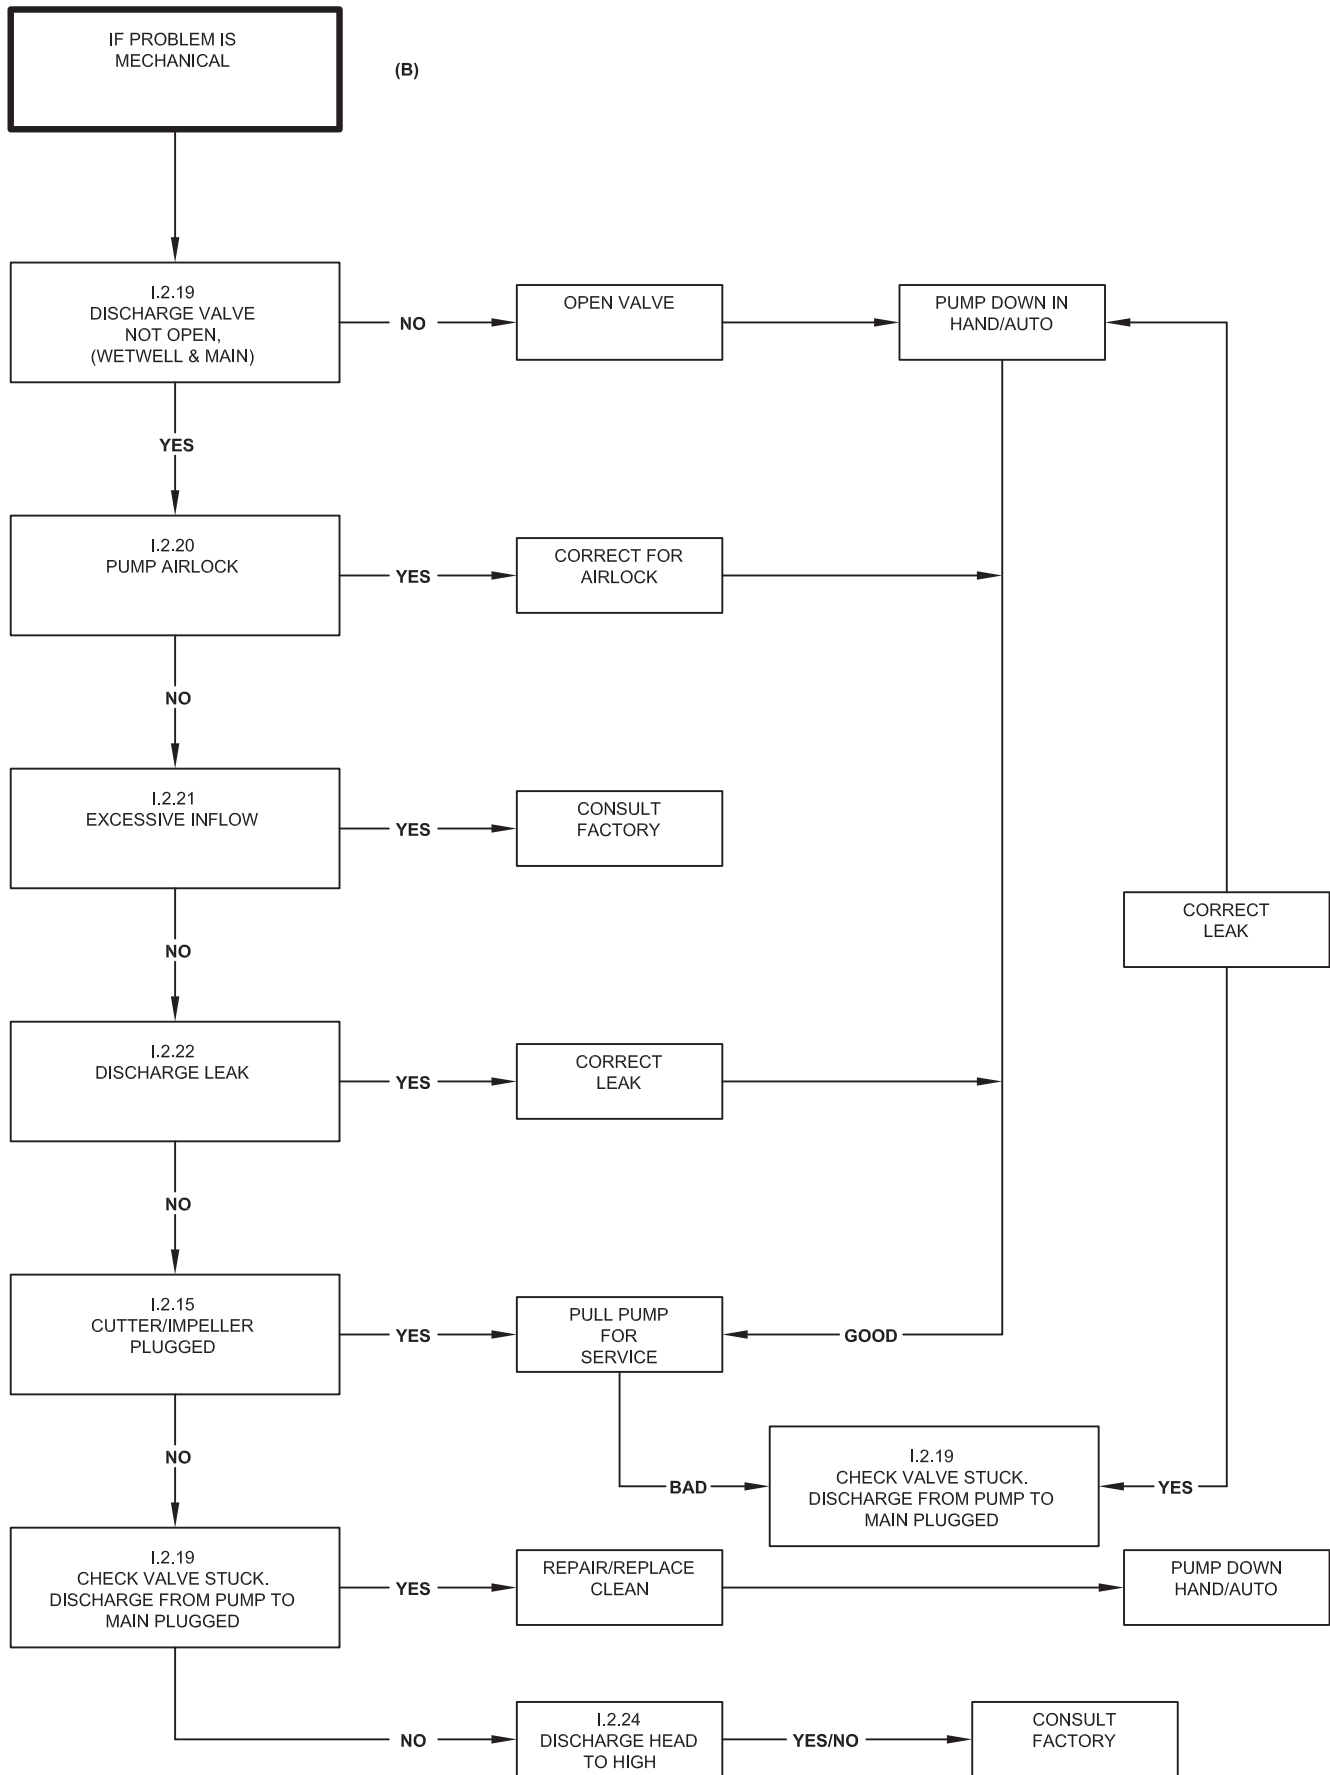 IF PROBLEM IS
MECHANICAL
(B)
I.2.19
DISCHARGE VALVE
NOT OPEN,
(WETWELL & MAIN)
NO
OPEN VALVE
PUMP DOWN IN
HAND/AUTO
YES
I.2.20
PUMP AIRLOCK
YES
CORRECT FOR
AIRLOCK
NO
I.2.21
EXCESSIVE INFLOW
YES
CONSULT
FACTORY
CORRECT
LEAK
NO
I.2.22
DISCHARGE LEAK
YES
CORRECT
LEAK
NO
I.2.15
CUTTER/IMPELLER
PLUGGED
YES
PULL PUMP
FOR
SERVICE
GOOD
NO
BAD
I.2.19
CHECK VALVE STUCK.
DISCHARGE FROM PUMP TO
MAIN PLUGGED
YES
I.2.19
CHECK VALVE STUCK.
DISCHARGE FROM PUMP TO
MAIN PLUGGED
YES
REPAIR/REPLACE
CLEAN
PUMP DOWN
HAND/AUTO
NO
I.2.24
DISCHARGE HEAD
TO HIGH
YES/NO
CONSULT
FACTORY